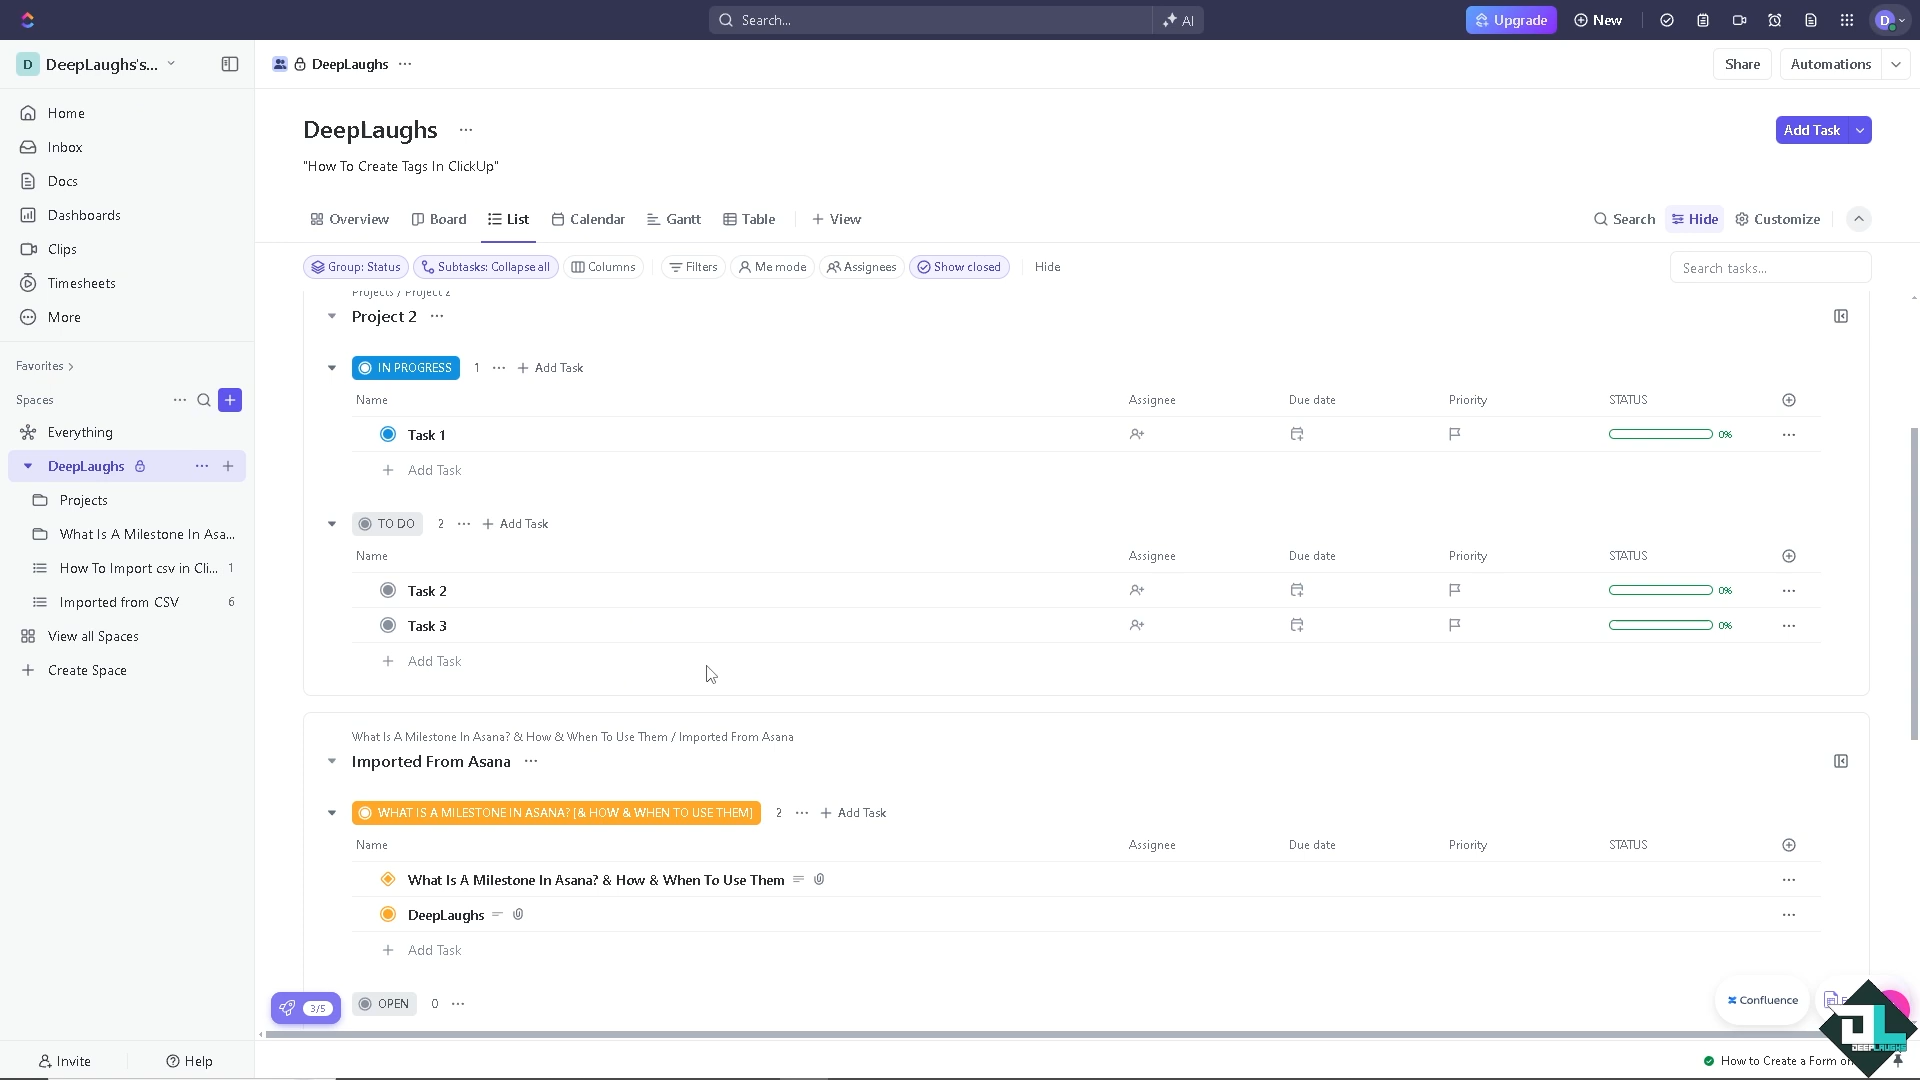 Search...
AI
Upgrade
New
D
D DeepLaughs's...
DeepLaughs
Share
Automations
Home
Inbox
Docs
Dashboards
Clips
Timesheets
More
Favorites
Spaces
Everything
DeepLaughs
Projects
What Is A Milestone In Asa...
How To Import csv in Cli... 1
Imported from CSV 6
View all Spaces
Create Space
Invite
Help
DeepLaughs
Add Task
"How To Create Tags In ClickUp"
Overview Board List Calendar Gantt Table + View
Search Hide Customize
Group: Status Subtasks: Collapse all Columns Filters Me mode Assignees Show closed Hide
Search tasks...
Projects / Project 2
Project 2
IN PROGRESS 1 ... + Add Task
Name Assignee Due date Priority STATUS
Task 1 0%
+ Add Task
TO DO 2 ... + Add Task
Name Assignee Due date Priority STATUS
Task 2 0%
Task 3 0%
+ Add Task
What Is A Milestone In Asana? & How & When To Use Them / Imported From Asana
Imported From Asana
WHAT IS A MILESTONE IN ASANA? [& HOW & WHEN TO USE THEM] 2 ... + Add Task
Name Assignee Due date Priority STATUS
What Is A Milestone In Asana? & How & When To Use Them
DeepLaughs
+ Add Task
3/5
OPEN 0 ...
Confluence
How to Create a Form on
DEEPLAUGHS